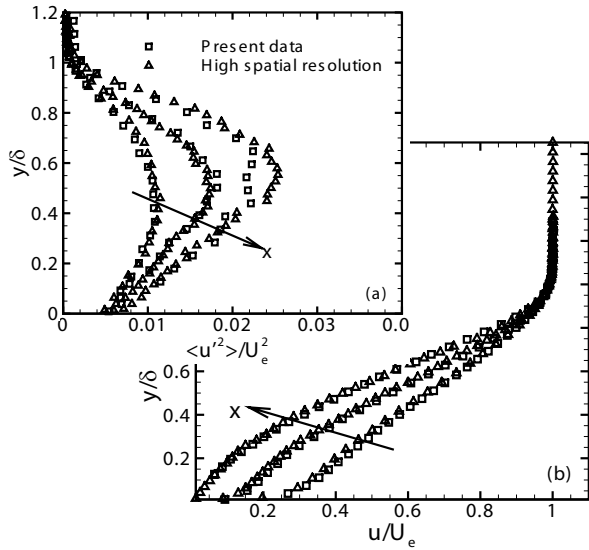 1.2
1
0.8
0.6
0.4
0.2
0
y/δ
Present data
High spatial resolution
x
(a)
0 0.01 0.02 0.03 0.0
<u'²>/Uₑ²
y/δ
0.6
0.4
0.2
x
(b)
0.2 0.4 0.6 0.8 1
u/Uₑ